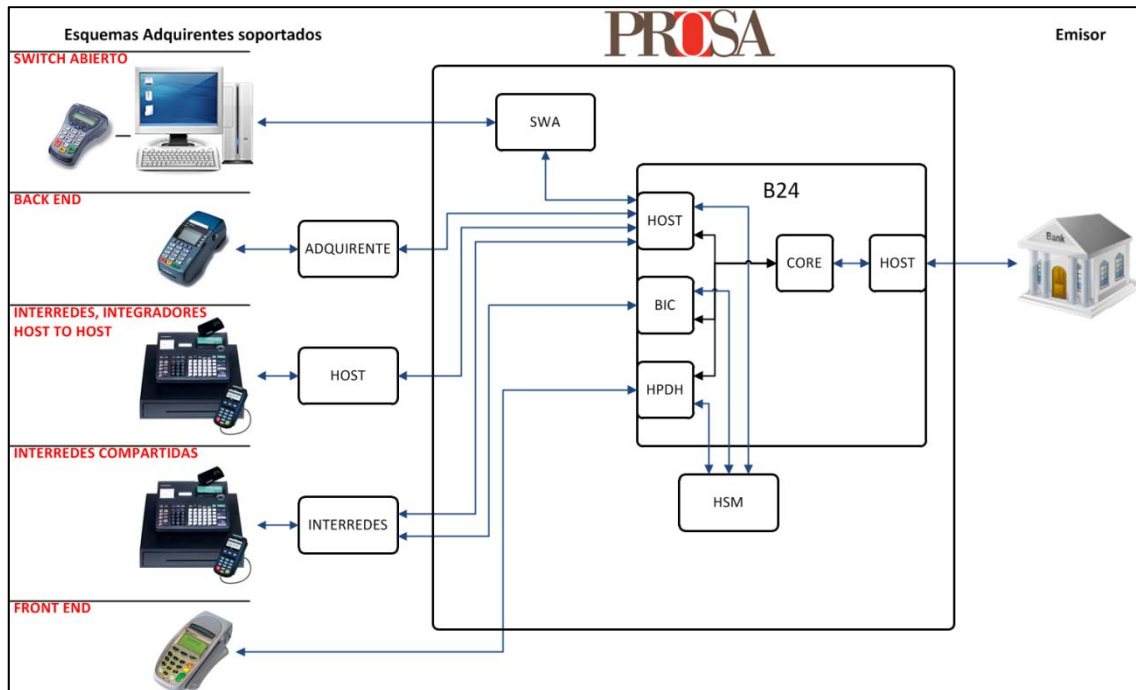 Esquemas Adquirentes soportados
PROSA
Emisor
SWITCH ABIERTO
SWA
B24
BACK END
ADQUIRENTE
HOST
CORE
HOST
Bank
BIC
INTERREDES, INTEGRADORES
HOST TO HOST
HOST
HPDH
INTERREDES COMPARTIDAS
INTERREDES
HSM
FRONT END